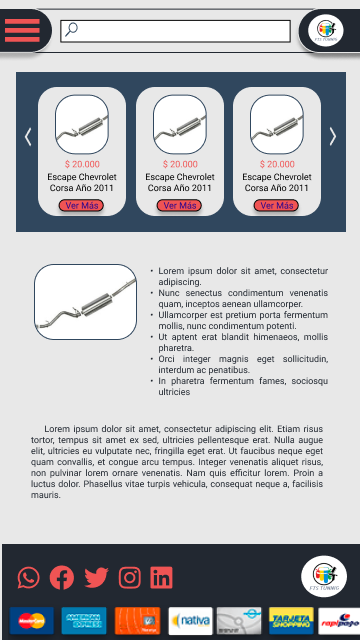 FTS TUNNING
$ 20.000
Escape Chevrolet
Corsa Año 2011
Ver Más
$ 20.000
Escape Chevrolet
Corsa Año 2011
Ver Más
$ 20.000
Escape Chevrolet
Corsa Año 2011
Ver Más
• Lorem ipsum dolor sit amet, consectetur
adipiscing.
• Nunc senectus condimentum venenatis
quam, inceptos aenean ullamcorper.
• Ullamcorper est pretium porta fermentum
mollis, nunc condimentum potenti.
• Ut aptent erat blandit himenaeos, mollis
pharetra.
• Orci integer magnis eget sollicitudin,
interdum ac penatibus.
• In pharetra fermentum fames, sociosqu
ultricies
Lorem ipsum dolor sit amet, consectetur adipiscing elit. Etiam risus
tortor, tempus sit amet ex sed, ultricies pellentesque erat. Nulla augue
elit, ultricies eu vulputate nec, fringilla eget erat. Ut faucibus neque eget
quam convallis, et congue arcu tempus. Integer venenatis aliquet risus,
non pulvinar lorem ornare venenatis. Nam quis efficitur lorem. Proin a
luctus dolor. Phasellus vitae turpis vehicula, consequat neque a, facilisis
mauris.
FTS TUNNING
MasterCard
AMERICAN
EXPRESS
nativa
TARJETA
SHOPPING
rapipago